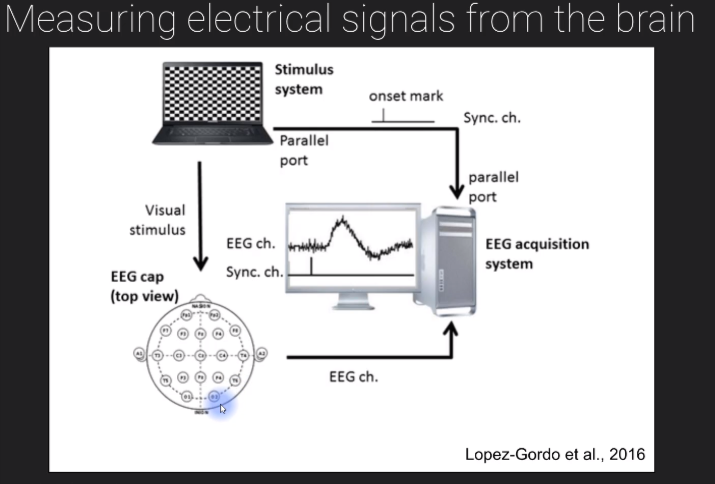 Measuring electrical signals from the brain
Stimulus
system
onset mark
Sync. ch.
Parallel
port
parallel
port
Visual
stimulus
EEG ch.
Sync. ch.
EEG acquisition
system
EEG cap
(top view)
NASION
Fp1 Fp2
F7 F3 Fz F4 F8
A1 T3 C3 Cz C4 T4 A2
T5 P3 Pz P4 T6
O1 O2
INION
EEG ch.
Lopez-Gordo et al., 2016